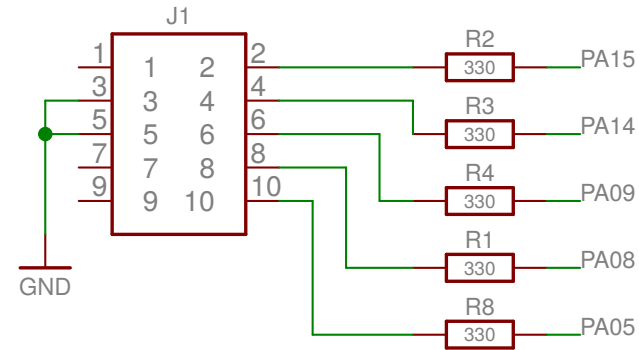 J1
1 1 2 2 R2 330 PA15
3 3 4 4 R3 330 PA14
5 5 6 6 R4 330 PA09
7 7 8 8 R1 330 PA08
9 9 10 10 R8 330 PA05
GND